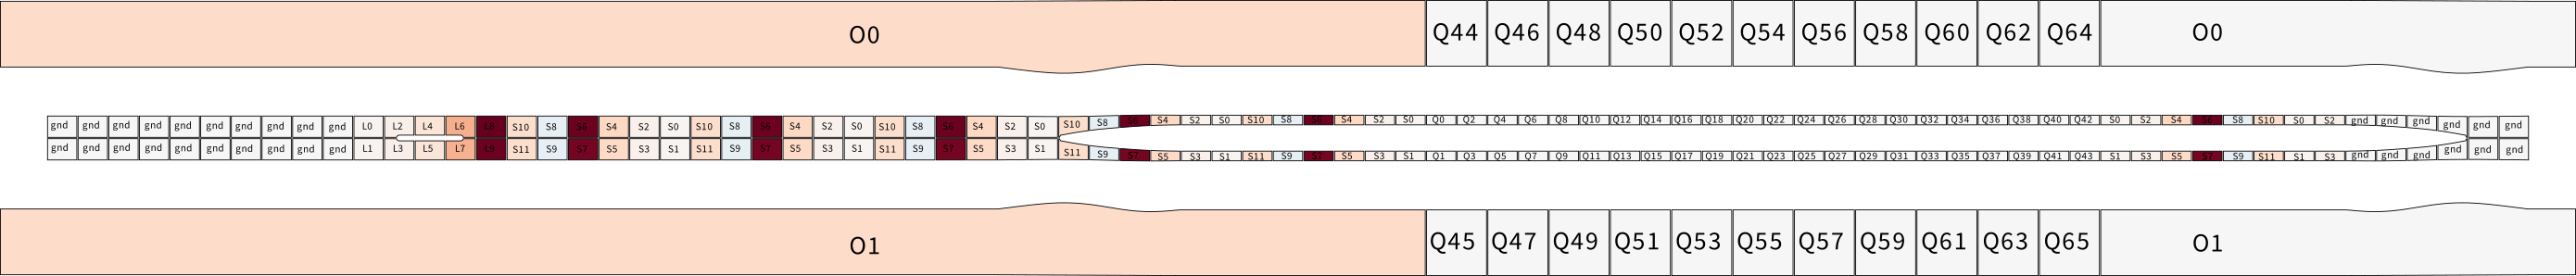 O0 Q44 Q46 Q48 Q50 Q52 Q54 Q56 Q58 Q60 Q62 Q64 O0
gnd gnd gnd gnd gnd gnd gnd gnd gnd gnd L0 L2 L4 L6 L8 S10 S8 S6 S4 S2 S0 S10 S8 S6 S4 S2 S0 S10 S8 S6 S4 S2 S0 S10 S8 S6 S4 S2 S0 S10 S8 S6 S4 S2 S0 Q0 Q2 Q4 Q6 Q8 Q10 Q12 Q14 Q16 Q18 Q20 Q22 Q24 Q26 Q28 Q30 Q32 Q34 Q36 Q38 Q40 Q42 S0 S2 S4 S6 S8 S10 S0 S2 gnd gnd gnd gnd gnd gnd
gnd gnd gnd gnd gnd gnd gnd gnd gnd gnd L1 L3 L5 L7 L9 S11 S9 S7 S5 S3 S1 S11 S9 S7 S5 S3 S1 S11 S9 S7 S5 S3 S1 S11 S9 S7 S5 S3 S1 S11 S9 S7 S5 S3 S1 Q1 Q3 Q5 Q7 Q9 Q11 Q13 Q15 Q17 Q19 Q21 Q23 Q25 Q27 Q29 Q31 Q33 Q35 Q37 Q39 Q41 Q43 S1 S3 S5 S7 S9 S11 S1 S3 gnd gnd gnd gnd gnd gnd
O1 Q45 Q47 Q49 Q51 Q53 Q55 Q57 Q59 Q61 Q63 Q65 O1